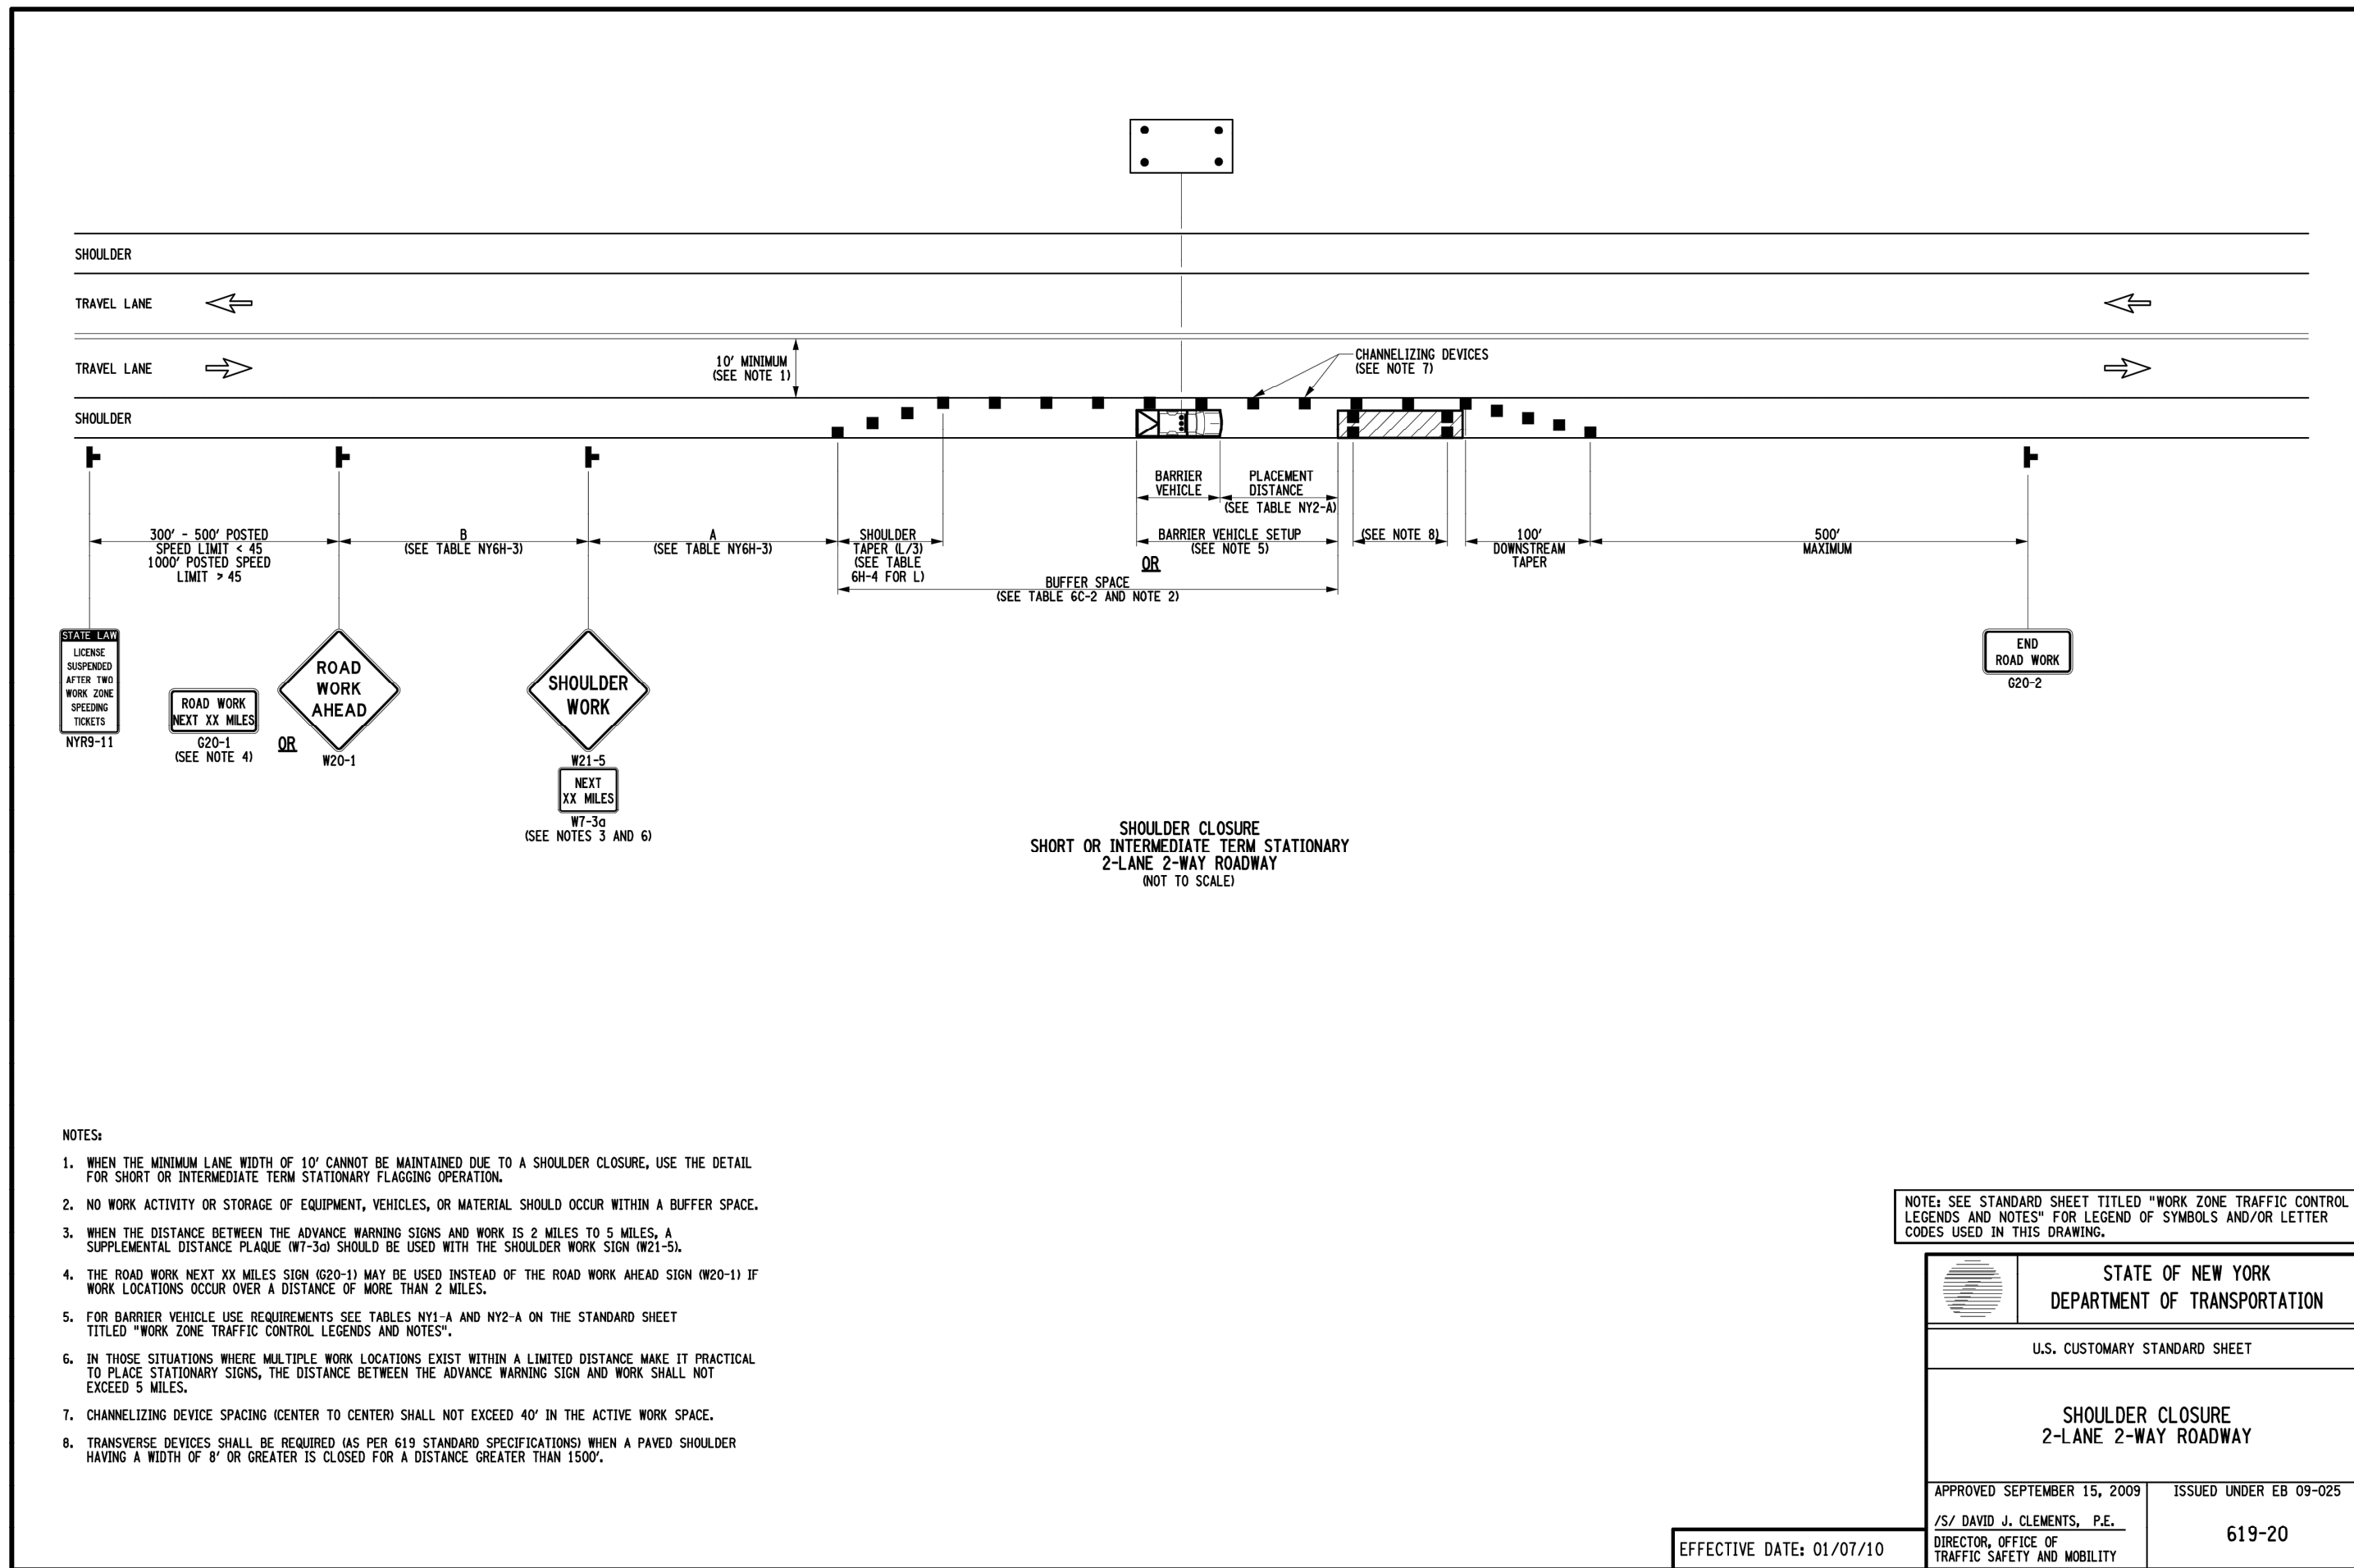 SHOULDER
TRAVEL LANE
TRAVEL LANE
SHOULDER
10' MINIMUM
(SEE NOTE 1)
CHANNELIZING DEVICES
(SEE NOTE 7)
BARRIER
VEHICLE
PLACEMENT
DISTANCE
(SEE TABLE NY2-A)
300' - 500' POSTED
SPEED LIMIT < 45
1000' POSTED SPEED
LIMIT > 45
B
(SEE TABLE NY6H-3)
A
(SEE TABLE NY6H-3)
SHOULDER
TAPER (L/3)
(SEE TABLE
6H-4 FOR L)
BARRIER VEHICLE SETUP
(SEE NOTE 5)
OR
BUFFER SPACE
(SEE TABLE 6C-2 AND NOTE 2)
(SEE NOTE 8)
100'
DOWNSTREAM
TAPER
500'
MAXIMUM
STATE LAW
LICENSE
SUSPENDED
AFTER TWO
WORK ZONE
SPEEDING
TICKETS
NYR9-11
ROAD WORK
NEXT XX MILES
G20-1
(SEE NOTE 4)
OR
ROAD
WORK
AHEAD
W20-1
SHOULDER
WORK
W21-5
NEXT
XX MILES
W7-3a
(SEE NOTES 3 AND 6)
END
ROAD WORK
G20-2
SHOULDER CLOSURE
SHORT OR INTERMEDIATE TERM STATIONARY
2-LANE 2-WAY ROADWAY
(NOT TO SCALE)
NOTES:
1. WHEN THE MINIMUM LANE WIDTH OF 10' CANNOT BE MAINTAINED DUE TO A SHOULDER CLOSURE, USE THE DETAIL
FOR SHORT OR INTERMEDIATE TERM STATIONARY FLAGGING OPERATION.
2. NO WORK ACTIVITY OR STORAGE OF EQUIPMENT, VEHICLES, OR MATERIAL SHOULD OCCUR WITHIN A BUFFER SPACE.
3. WHEN THE DISTANCE BETWEEN THE ADVANCE WARNING SIGNS AND WORK IS 2 MILES TO 5 MILES, A
SUPPLEMENTAL DISTANCE PLAQUE (W7-3a) SHOULD BE USED WITH THE SHOULDER WORK SIGN (W21-5).
4. THE ROAD WORK NEXT XX MILES SIGN (G20-1) MAY BE USED INSTEAD OF THE ROAD WORK AHEAD SIGN (W20-1) IF
WORK LOCATIONS OCCUR OVER A DISTANCE OF MORE THAN 2 MILES.
5. FOR BARRIER VEHICLE USE REQUIREMENTS SEE TABLES NY1-A AND NY2-A ON THE STANDARD SHEET
TITLED "WORK ZONE TRAFFIC CONTROL LEGENDS AND NOTES".
6. IN THOSE SITUATIONS WHERE MULTIPLE WORK LOCATIONS EXIST WITHIN A LIMITED DISTANCE MAKE IT PRACTICAL
TO PLACE STATIONARY SIGNS, THE DISTANCE BETWEEN THE ADVANCE WARNING SIGN AND WORK SHALL NOT
EXCEED 5 MILES.
7. CHANNELIZING DEVICE SPACING (CENTER TO CENTER) SHALL NOT EXCEED 40' IN THE ACTIVE WORK SPACE.
8. TRANSVERSE DEVICES SHALL BE REQUIRED (AS PER 619 STANDARD SPECIFICATIONS) WHEN A PAVED SHOULDER
HAVING A WIDTH OF 8' OR GREATER IS CLOSED FOR A DISTANCE GREATER THAN 1500'.
NOTE: SEE STANDARD SHEET TITLED "WORK ZONE TRAFFIC CONTROL
LEGENDS AND NOTES" FOR LEGEND OF SYMBOLS AND/OR LETTER
CODES USED IN THIS DRAWING.
STATE OF NEW YORK
DEPARTMENT OF TRANSPORTATION
U.S. CUSTOMARY STANDARD SHEET
SHOULDER CLOSURE
2-LANE 2-WAY ROADWAY
APPROVED SEPTEMBER 15, 2009
ISSUED UNDER EB 09-025
/S/ DAVID J. CLEMENTS, P.E.
DIRECTOR, OFFICE OF
TRAFFIC SAFETY AND MOBILITY
619-20
EFFECTIVE DATE: 01/07/10